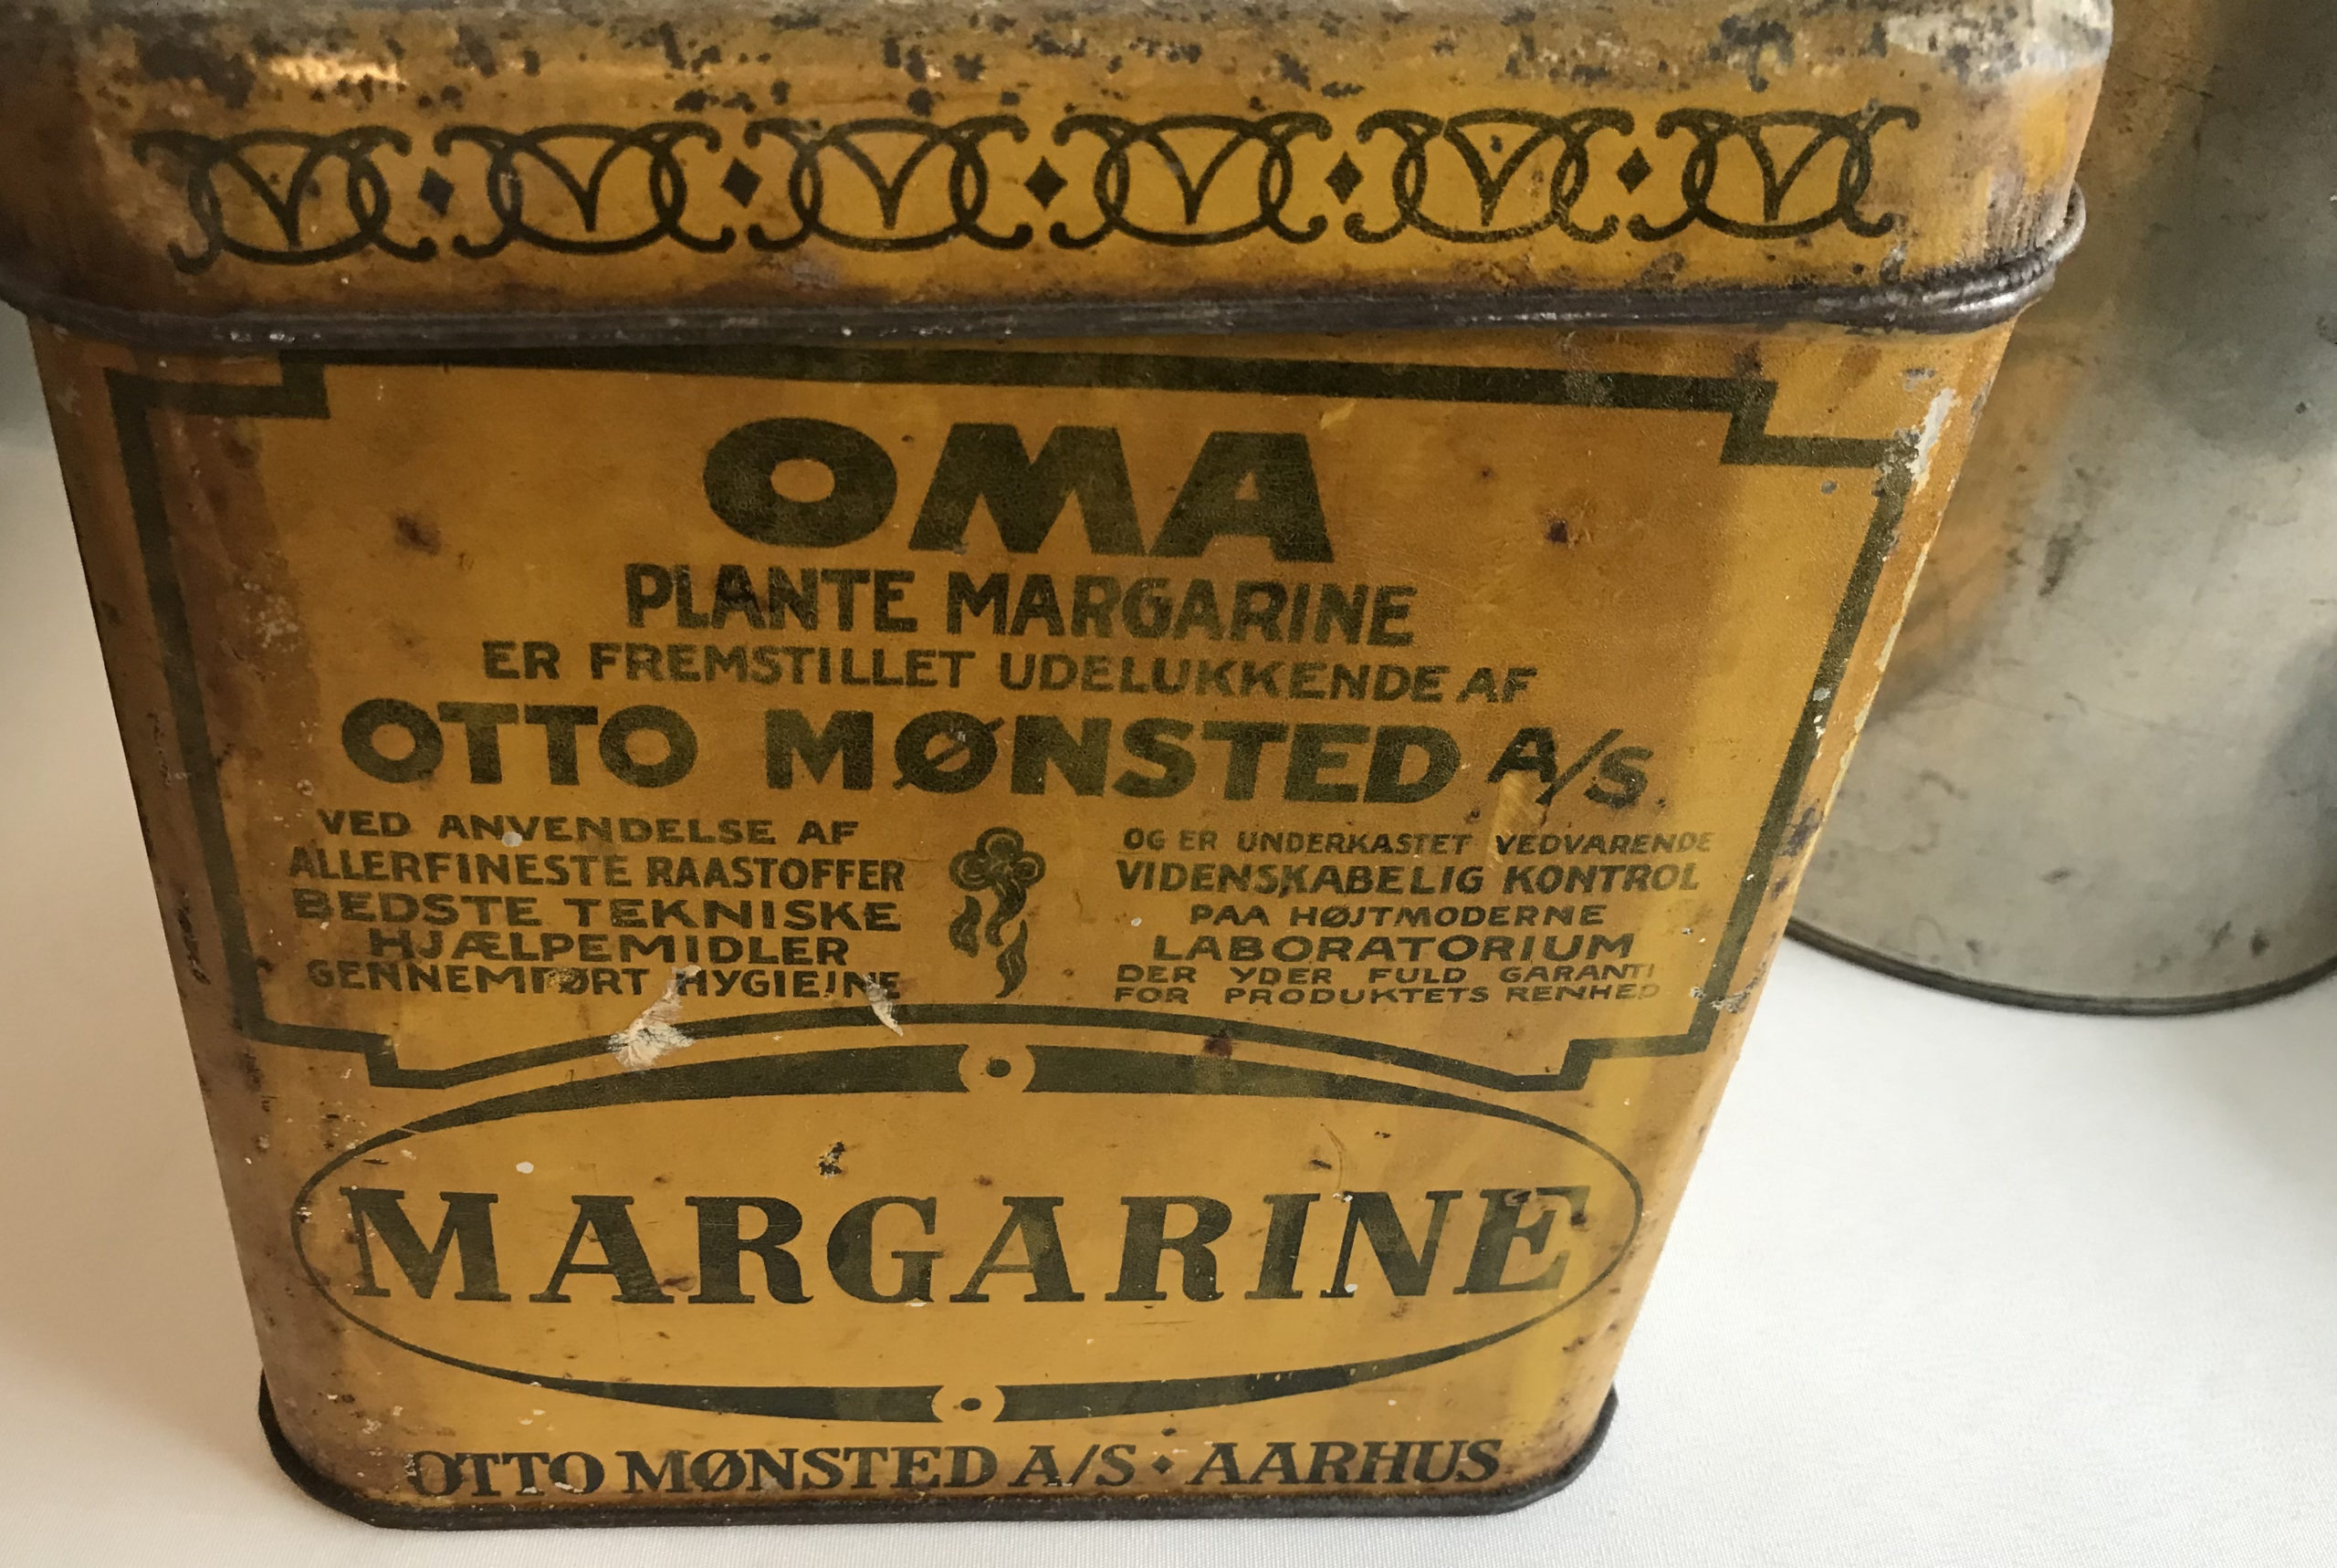 OMA
PLANTE MARGARINE
ER FREMSTILLET UDELUKKENDE AF
OTTO MØNSTED A/S.
VED ANVENDELSE AF
ALLERFINESTE RAASTOFFER
BEDSTE TEKNISKE
HJÆLPEMIDLER
GENNEMFØRT HYGIEJNE
OG ER UNDERKASTET VEDVARENDE
VIDENSKABELIG KONTROL
PAA HØJTMODERNE
LABORATORIUM
DER YDER FULD GARANTI
FOR PRODUKTETS RENHED
MARGARINE
OTTO MØNSTED A/S · AARHUS